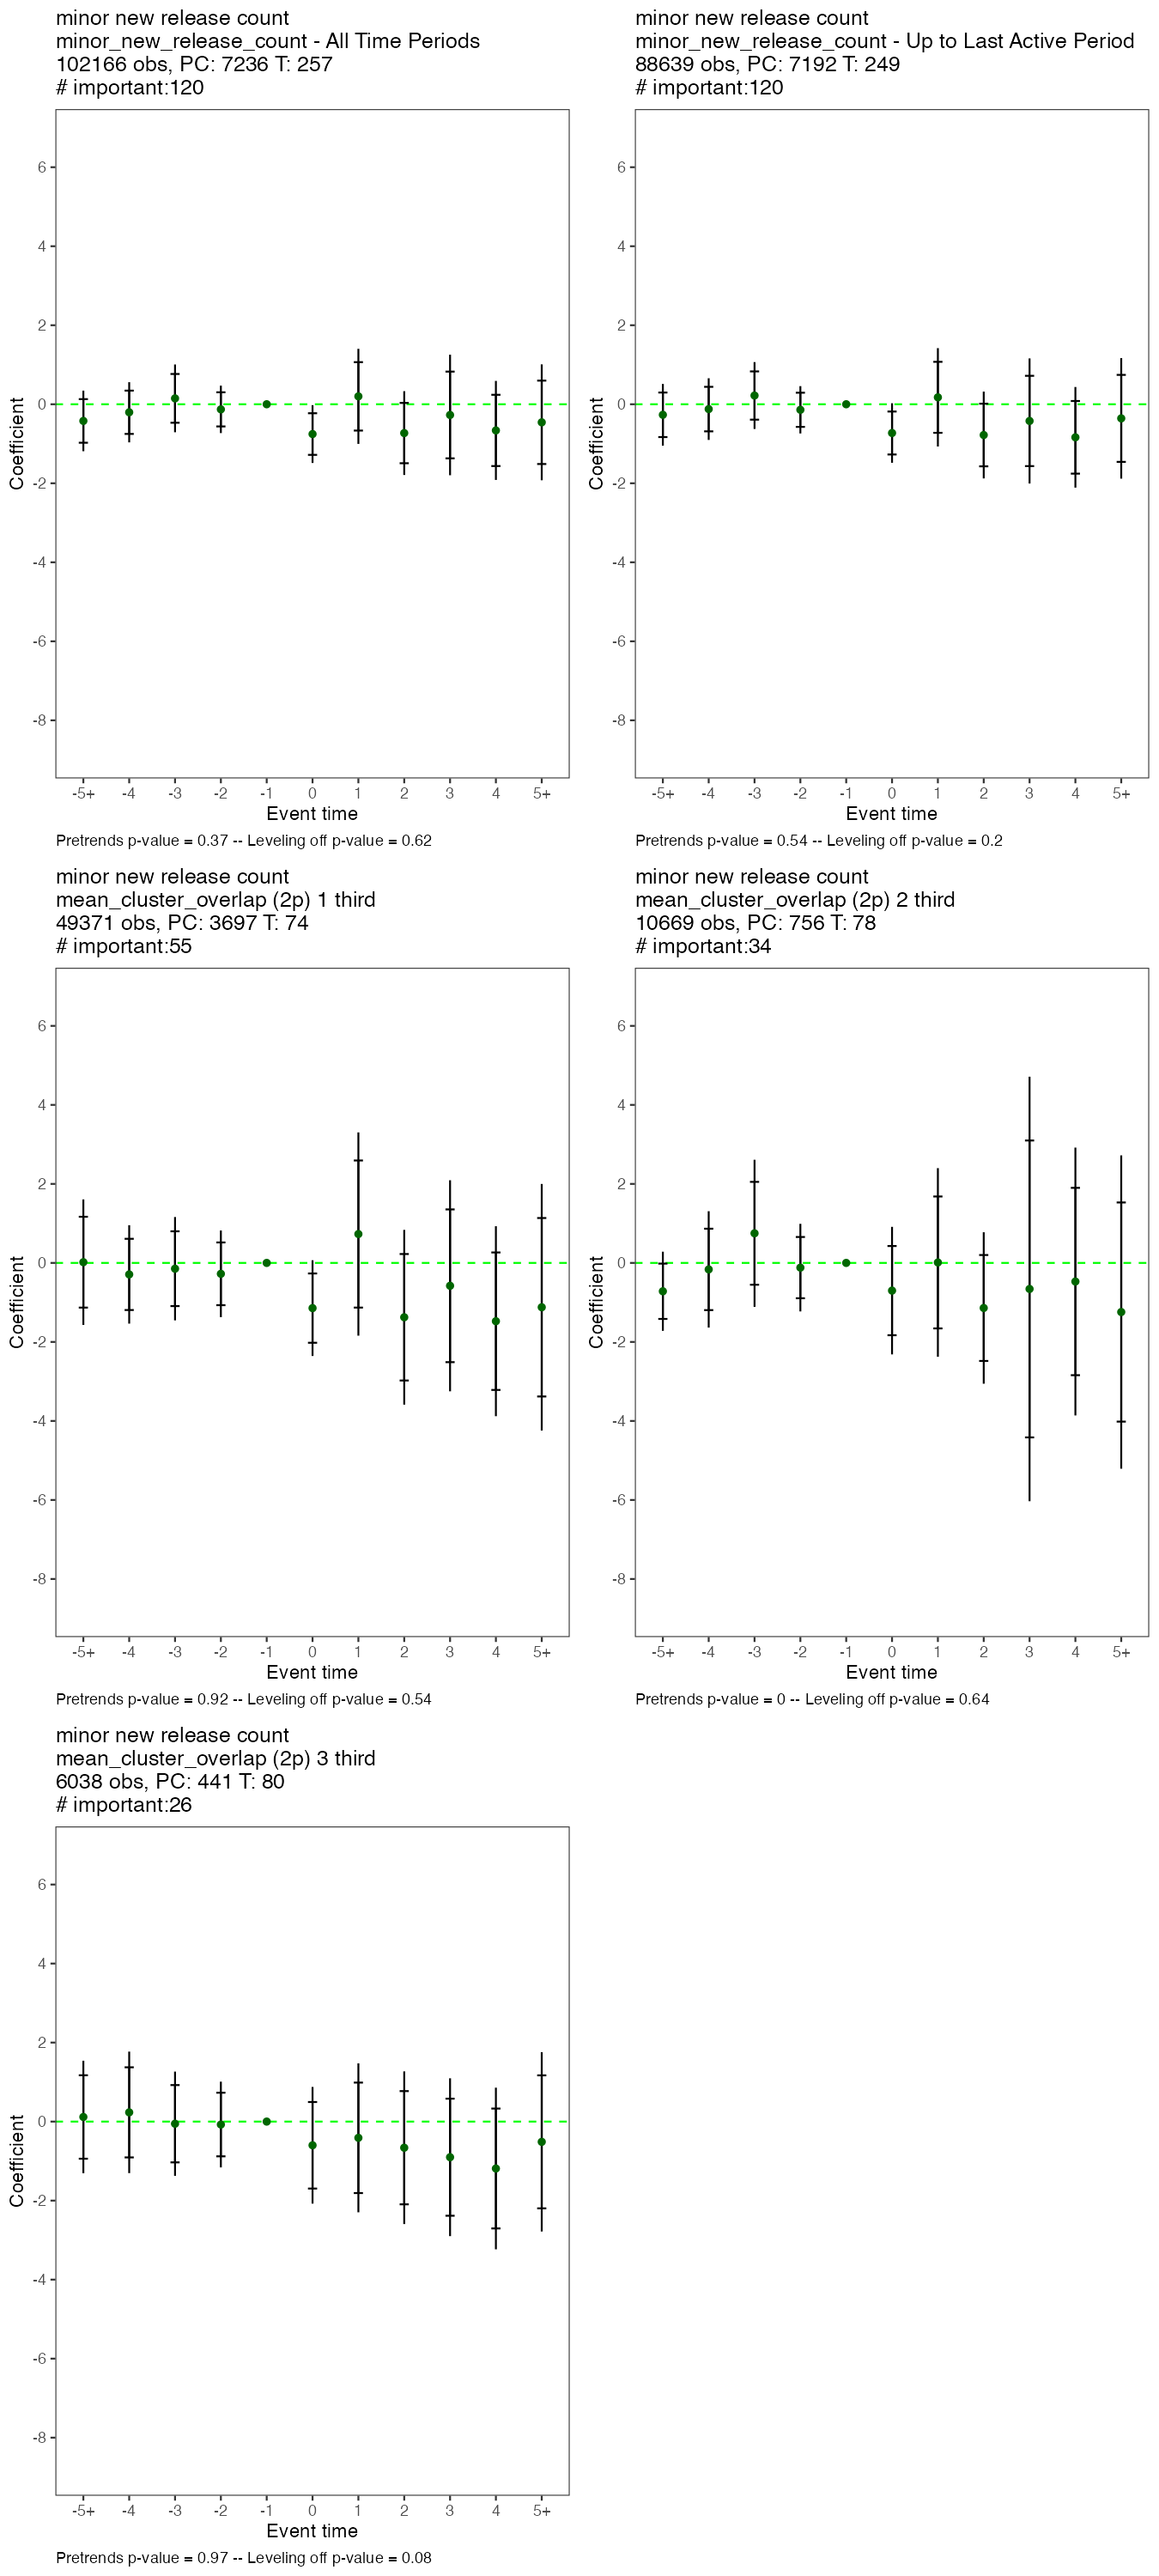 minor new release count
minor_new_release_count - All Time Periods
102166 obs, PC: 7236 T: 257
# important:120
6
4
2
0
-2
-4
-6
-8
Coefficient
-5+ -4 -3 -2 -1 0 1 2 3 4 5+
Event time
Pretrends p-value = 0.37 -- Leveling off p-value = 0.62
minor new release count
minor_new_release_count - Up to Last Active Period
88639 obs, PC: 7192 T: 249
# important:120
6
4
2
0
-2
-4
-6
-8
Coefficient
-5+ -4 -3 -2 -1 0 1 2 3 4 5+
Event time
Pretrends p-value = 0.54 -- Leveling off p-value = 0.2
minor new release count
mean_cluster_overlap (2p) 1 third
49371 obs, PC: 3697 T: 74
# important:55
6
4
2
0
-2
-4
-6
-8
Coefficient
-5+ -4 -3 -2 -1 0 1 2 3 4 5+
Event time
Pretrends p-value = 0.92 -- Leveling off p-value = 0.54
minor new release count
mean_cluster_overlap (2p) 2 third
10669 obs, PC: 756 T: 78
# important:34
6
4
2
0
-2
-4
-6
-8
Coefficient
-5+ -4 -3 -2 -1 0 1 2 3 4 5+
Event time
Pretrends p-value = 0 -- Leveling off p-value = 0.64
minor new release count
mean_cluster_overlap (2p) 3 third
6038 obs, PC: 441 T: 80
# important:26
6
4
2
0
-2
-4
-6
-8
Coefficient
-5+ -4 -3 -2 -1 0 1 2 3 4 5+
Event time
Pretrends p-value = 0.97 -- Leveling off p-value = 0.08